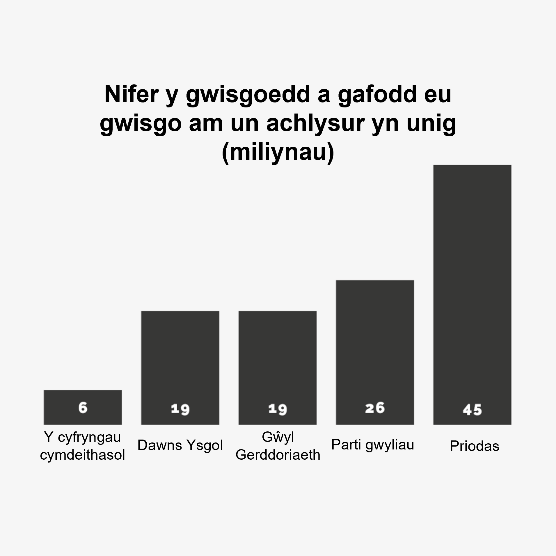 Nifer y gwisgoedd a gafodd eu
gwisgo am un achlysur yn unig
(miliynau)
6
19
19
26
45
Y cyfryngau
cymdeithasol
Dawns Ysgol
Gŵyl
Gerddoriaeth
Parti gwyliau
Priodas